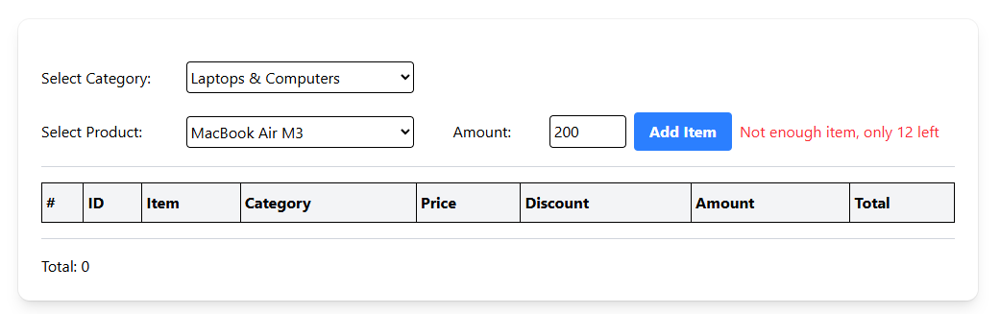 Select Category: Laptops & Computers
Select Product: MacBook Air M3 Amount: 200 Add Item Not enough item, only 12 left
# ID Item Category Price Discount Amount Total
Total: 0